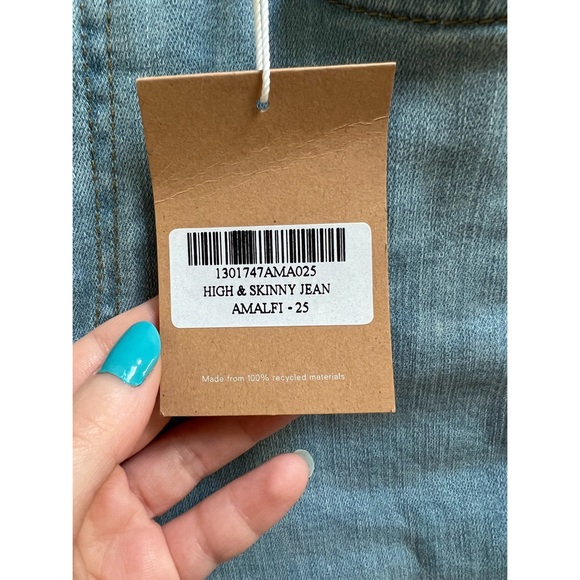 1301747AMA025
HIGH & SKINNY JEAN
AMALFI - 25
Made from 100% recycled materials